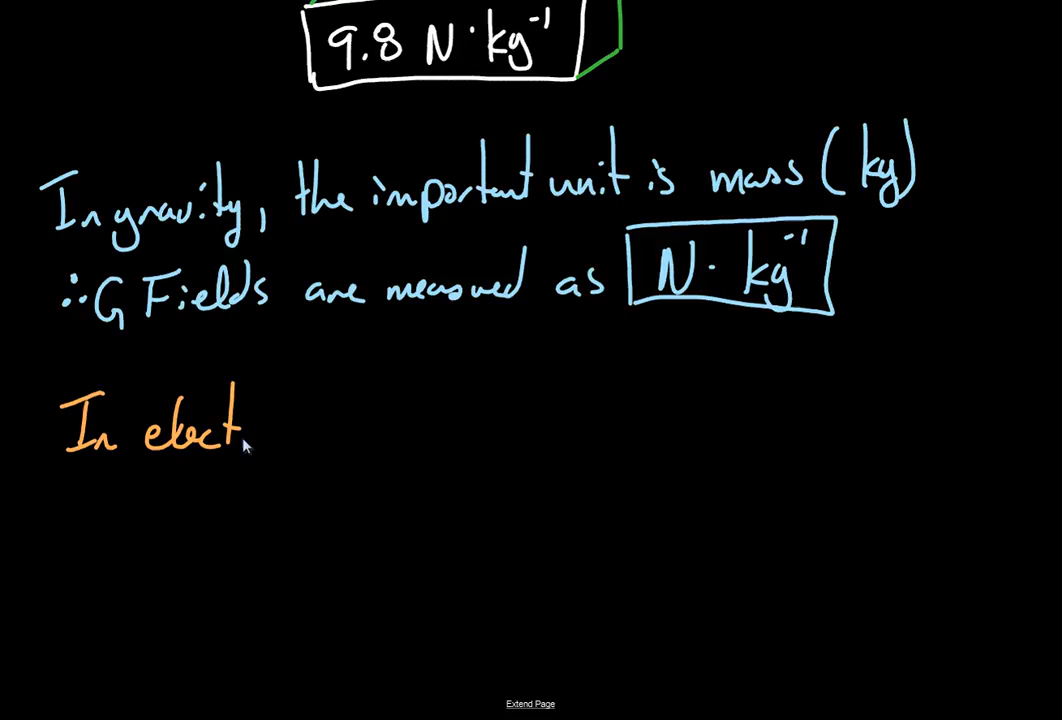 9.8 N·kg⁻¹
In gravity, the important unit is mass (kg)
∴ G Fields are measured as N·kg⁻¹
In elect
Extend Page